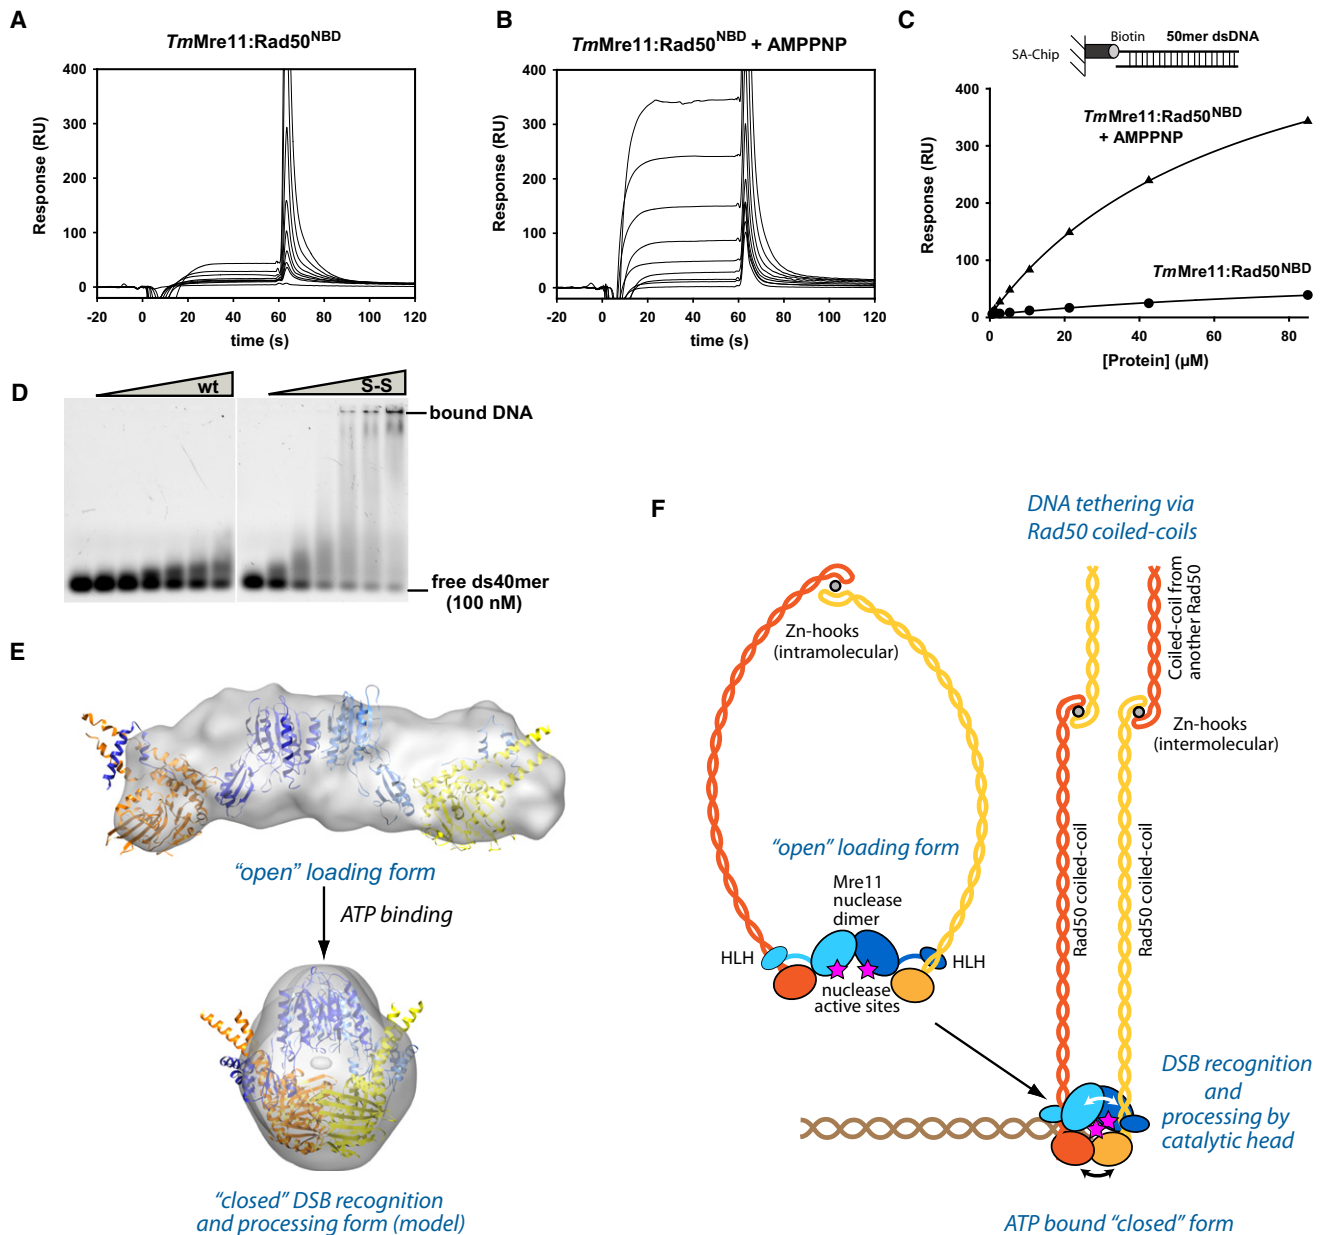 A
TmMre11:Rad50NBD
Response (RU)
400
300
200
100
0
-20 0 20 40 60 80 100 120
time (s)
B
TmMre11:Rad50NBD + AMPPNP
Response (RU)
400
300
200
100
0
-20 0 20 40 60 80 100 120
time (s)
C
SA-Chip
Biotin
50mer dsDNA
Response (RU)
400
300
200
100
0
TmMre11:Rad50NBD
+ AMPPNP
TmMre11:Rad50NBD
0 20 40 60 80
[Protein] (µM)
D
wt
S-S
bound DNA
free ds40mer
(100 nM)
E
“open” loading form
ATP binding
“closed” DSB recognition
and processing form (model)
F
Zn-hooks
(intramolecular)
“open” loading form
Mre11
nuclease
dimer
HLH
HLH
nuclease
active sites
DNA tethering via
Rad50 coiled-coils
Coiled-coil from
another Rad50
Zn-hooks
(intermolecular)
Rad50 coiled-coil
Rad50 coiled-coil
DSB recognition
and
processing by
catalytic head
ATP bound “closed” form